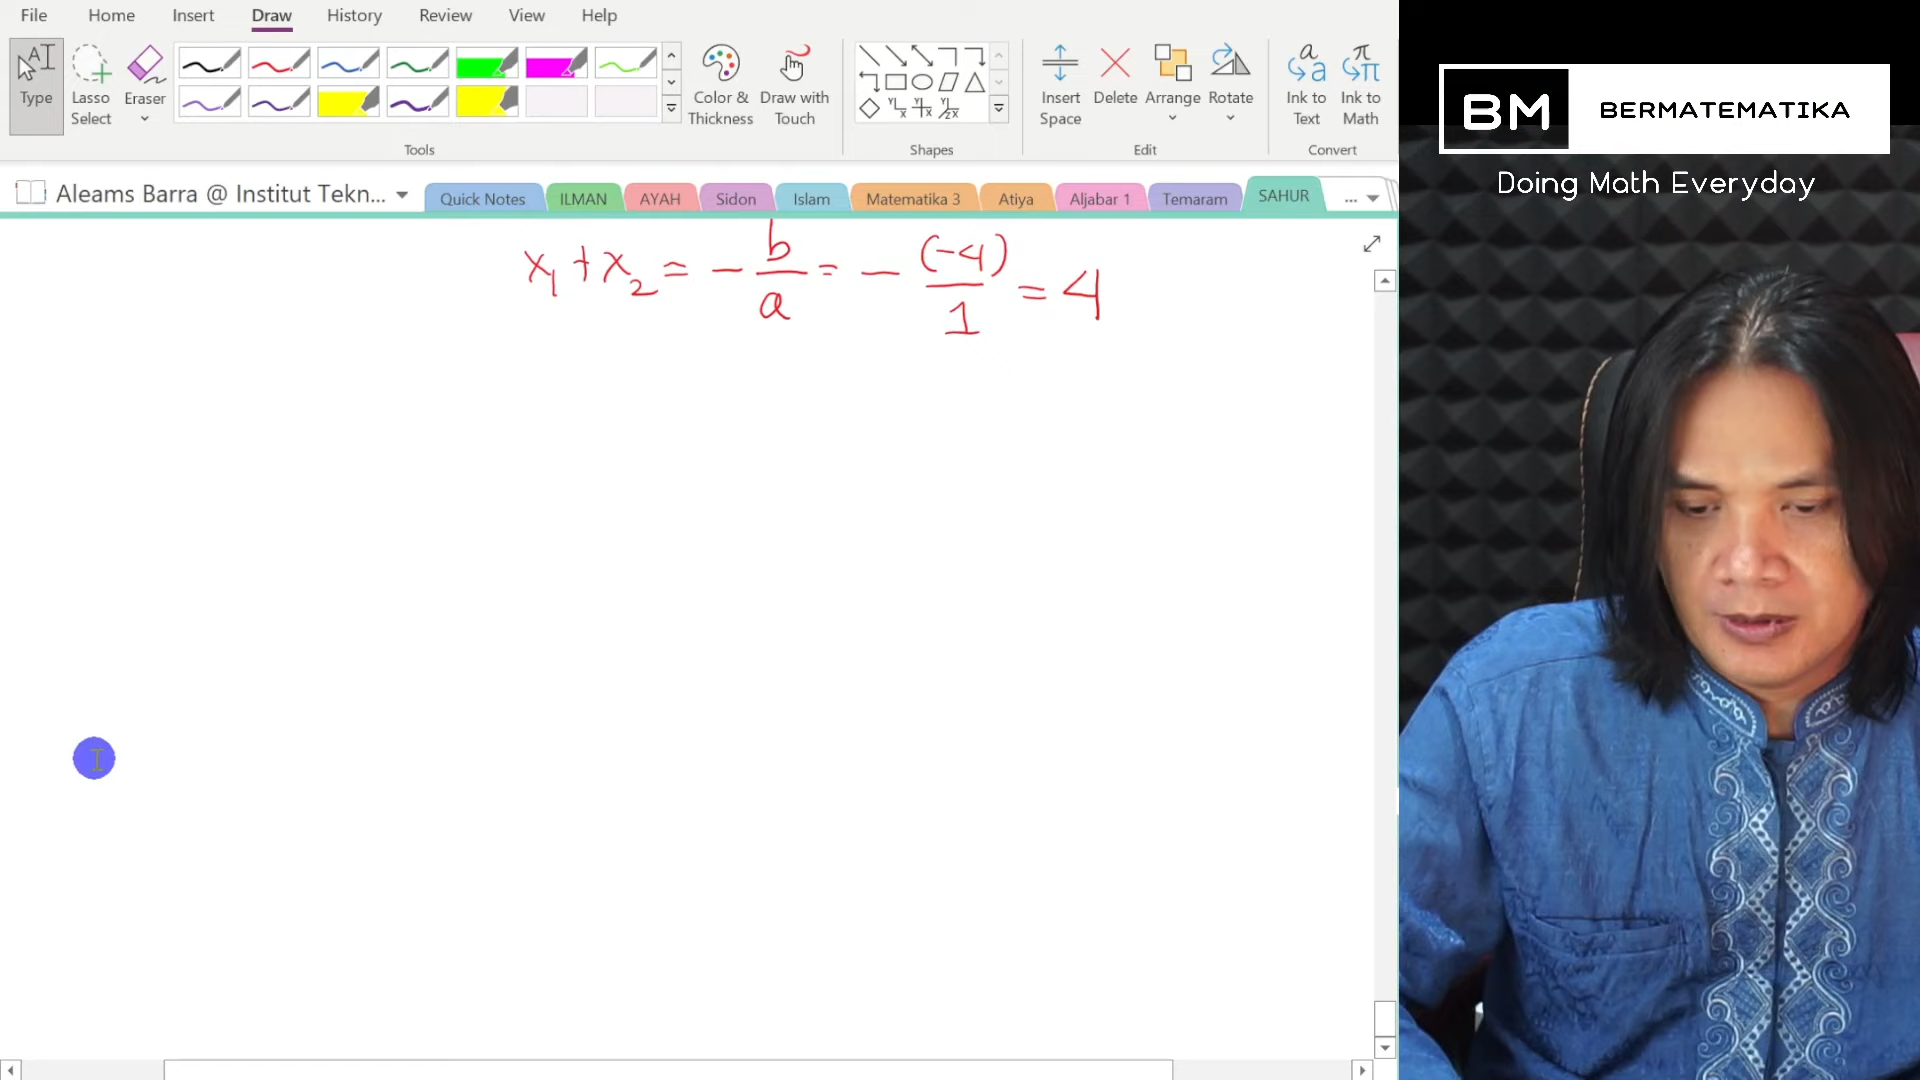 File Home Insert Draw History Review View Help
Type
Lasso Select
Eraser
Color & Thickness
Draw with Touch
Insert Space
Delete
Arrange
Rotate
Ink to Text
Ink to Math
Tools
Shapes
Edit
Convert
Aleams Barra @ Institut Tekn... Quick Notes ILMAN AYAH Sidon Islam Matematika 3 Atiya Aljabar 1 Temaram SAHUR ...
x₁ + x₂ = - b/a = - (-4)/1 = 4
BM BERMATEMATIKA
Doing Math Everyday